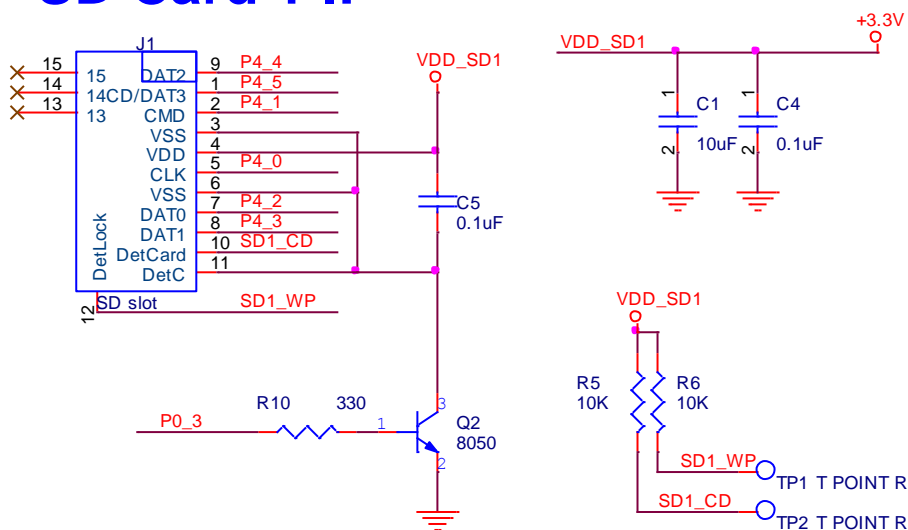 +3.3V
J1
VDD_SD1
VDD_SD1
15 15 DAT2 9 P4_4
14 14 CD/DAT3 1 P4_5
13 13 CMD 2 P4_1
VSS 3
VDD 4
CLK 5 P4_0
VSS 6
DAT0 7 P4_2
DAT1 8 P4_3
DetCard 10 SD1_CD
DetC 11
DetLock
12 SD slot SD1_WP
C5
0.1uF
1 C1
2 10uF
1 C4
2 0.1uF
VDD_SD1
R5
10K
R6
10K
P0_3 R10 330 1 3 Q2
8050
2
SD1_WP TP1 T POINT R
SD1_CD TP2 T POINT R